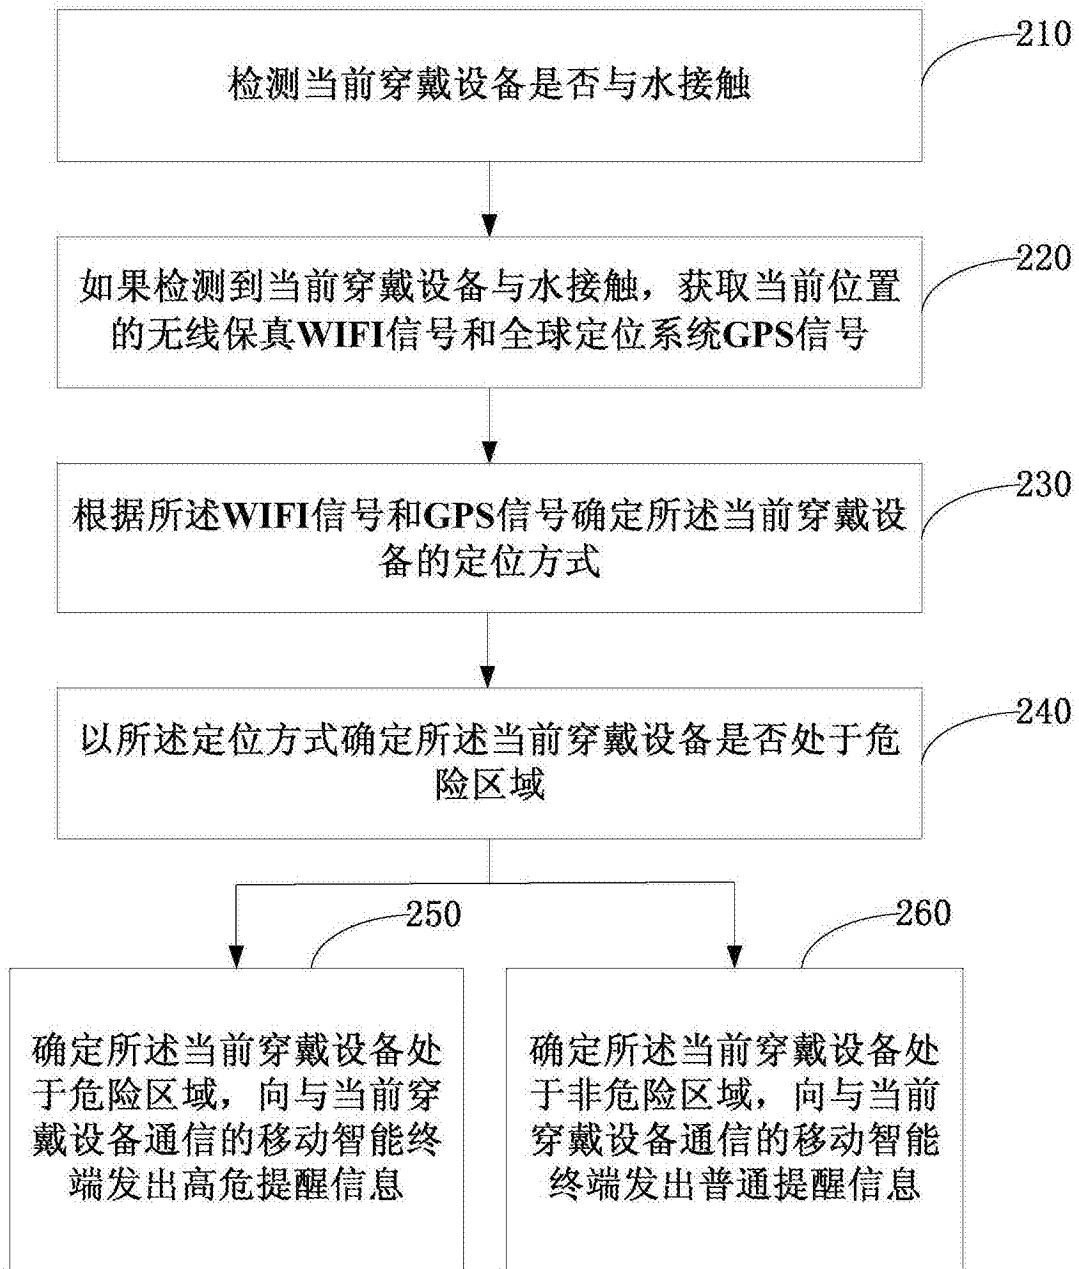 210
检测当前穿戴设备是否与水接触
220
如果检测到当前穿戴设备与水接触，获取当前位置
的无线保真WIFI信号和全球定位系统GPS信号
230
根据所述WIFI信号和GPS信号确定所述当前穿戴设
备的定位方式
240
以所述定位方式确定所述当前穿戴设备是否处于危
险区域
250
确定所述当前穿戴设备处
于危险区域，向与当前穿
戴设备通信的移动智能终
端发出高危提醒信息
260
确定所述当前穿戴设备处
于非危险区域，向与当前
穿戴设备通信的移动智能
终端发出普通提醒信息